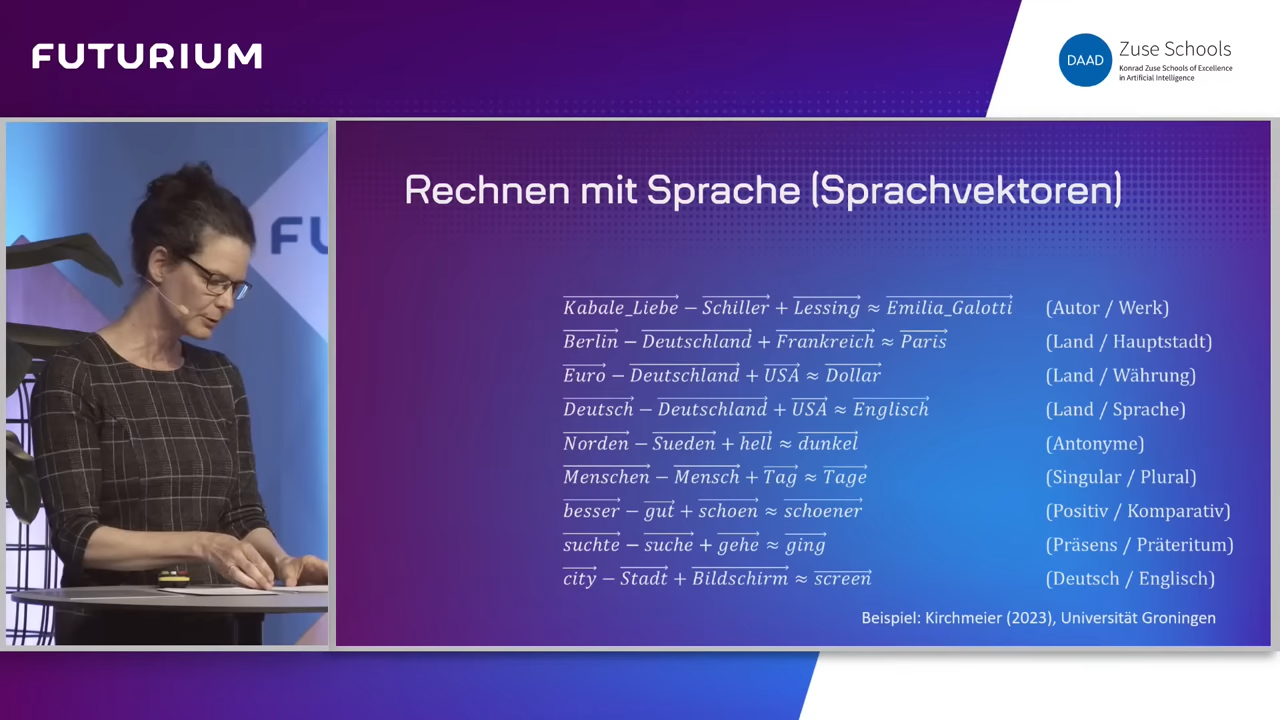 FUTURIUM
DAAD
Zuse Schools
Konrad Zuse Schools of Excellence
in Artificial Intelligence
FU
Rechnen mit Sprache (Sprachvektoren)
Kabale_Liebe − Schiller + Lessing ≈ Emilia_Galotti (Autor / Werk)
Berlin − Deutschland + Frankreich ≈ Paris (Land / Hauptstadt)
Euro − Deutschland + USA ≈ Dollar (Land / Währung)
Deutsch − Deutschland + USA ≈ Englisch (Land / Sprache)
Norden − Sueden + hell ≈ dunkel (Antonyme)
Menschen − Mensch + Tag ≈ Tage (Singular / Plural)
besser − gut + schoen ≈ schoener (Positiv / Komparativ)
suchte − suche + gehe ≈ ging (Präsens / Präteritum)
city − Stadt + Bildschirm ≈ screen (Deutsch / Englisch)
Beispiel: Kirchmeier (2023), Universität Groningen